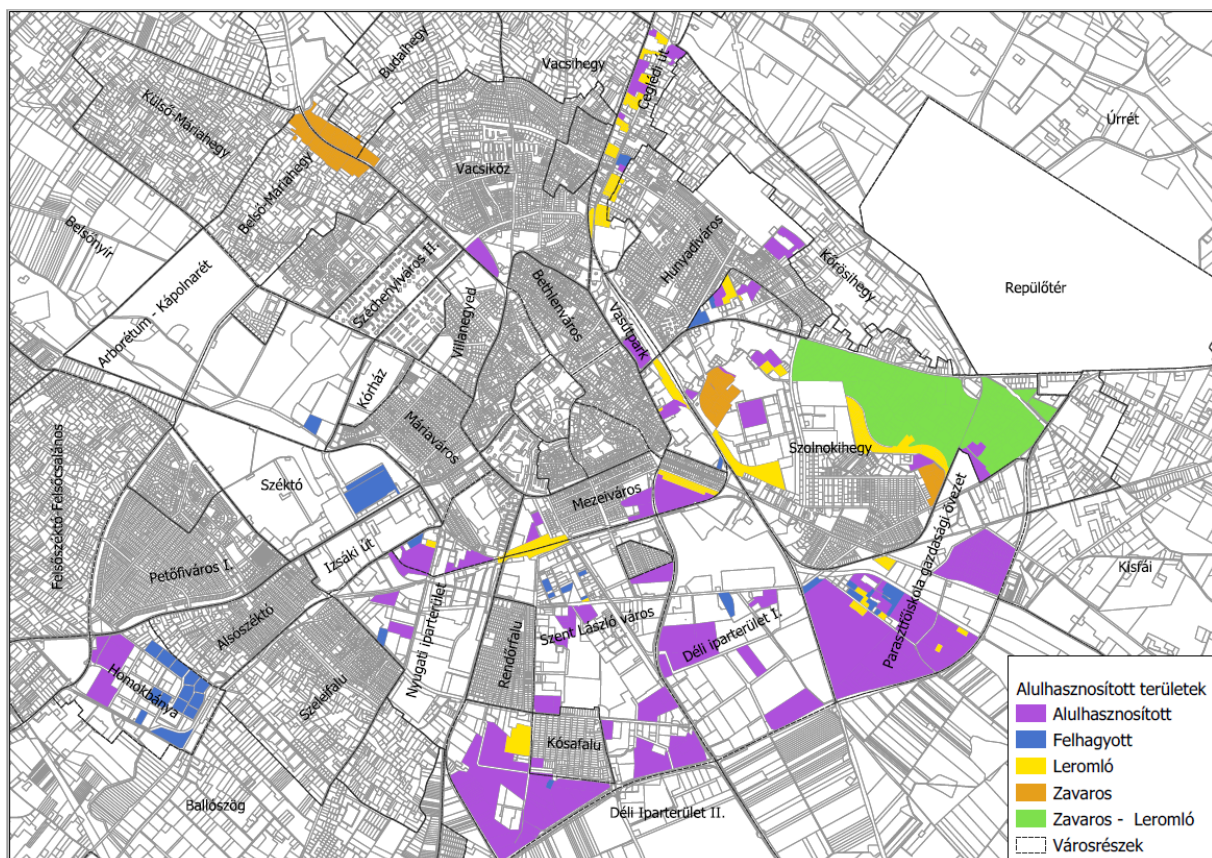 Budaihegy
Vacsihegy
Ceglédi út
Külső-Máriahegy
Úrrét
Vacsiköz
Belső-Máriahegy
Belsőnyír
Hunyadiváros
Kőrösihegy
Széchenyiváros II.
Arborétum - Kápolnarét
Repülőtér
Bethlenváros
Villanegyed
Vasútpark
Kórház
Máriaváros
Felsőszéktó-Felsőcsalános
Széktó
Szolnokihegy
Mezeiváros
Izsáki út
Petőfiváros I.
Kisfái
Alsószéktó
Parasztfőiskola gazdasági övezet
Nyugati iparterület
Rendőrfalu
Szent László város
Déli iparterület I.
Homokbánya
Szelelfalu
Kósafalu
Ballószög
Déli Iparterület II.
Alulhasznosított területek
Alulhasznosított
Felhagyott
Leromló
Zavaros
Zavaros - Leromló
Városrészek